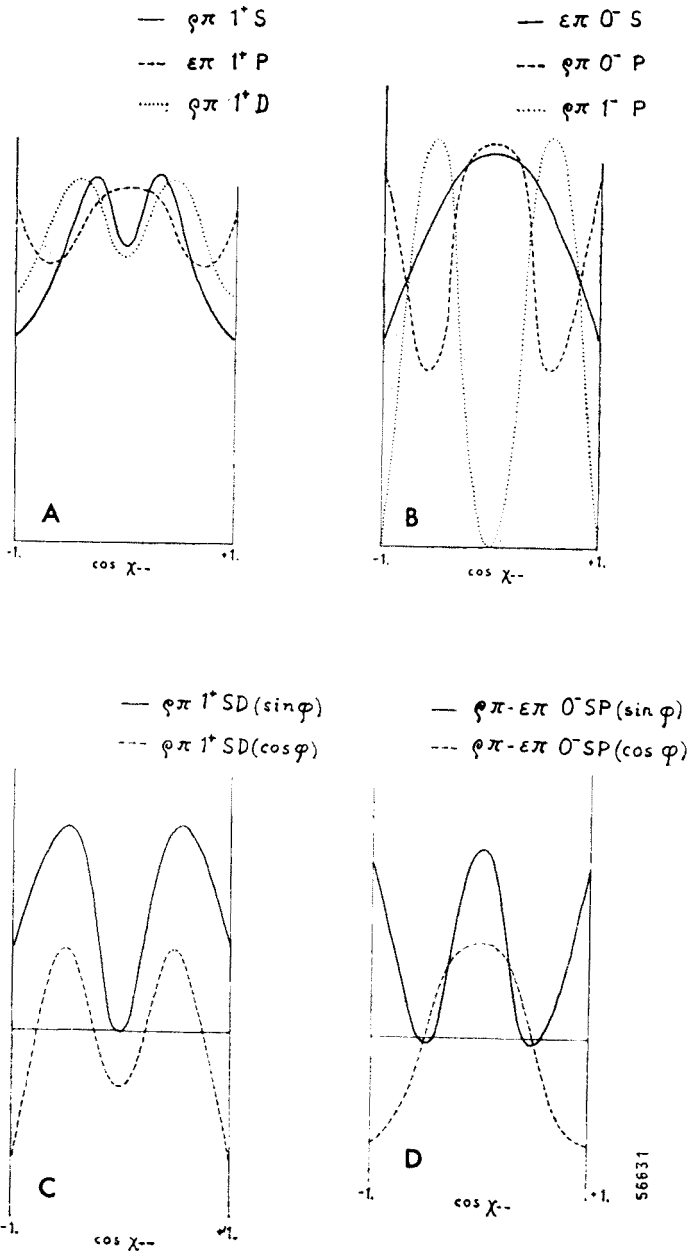 — ρπ 1⁺ S
--- επ 1⁺ P
...... ρπ 1⁺ D
A
-1.
+1.
cos χ--
— επ 0⁻ S
--- ρπ 0⁻ P
...... ρπ 1⁻ P
B
-1.
+1.
cos χ--
— ρπ 1⁺ SD (sin φ)
--- ρπ 1⁺ SD (cos φ)
C
-1.
+1.
cos χ--
— ρπ-επ 0⁻ SP (sin φ)
--- ρπ-επ 0⁻ SP (cos φ)
D
-1.
+1.
cos χ--
56631